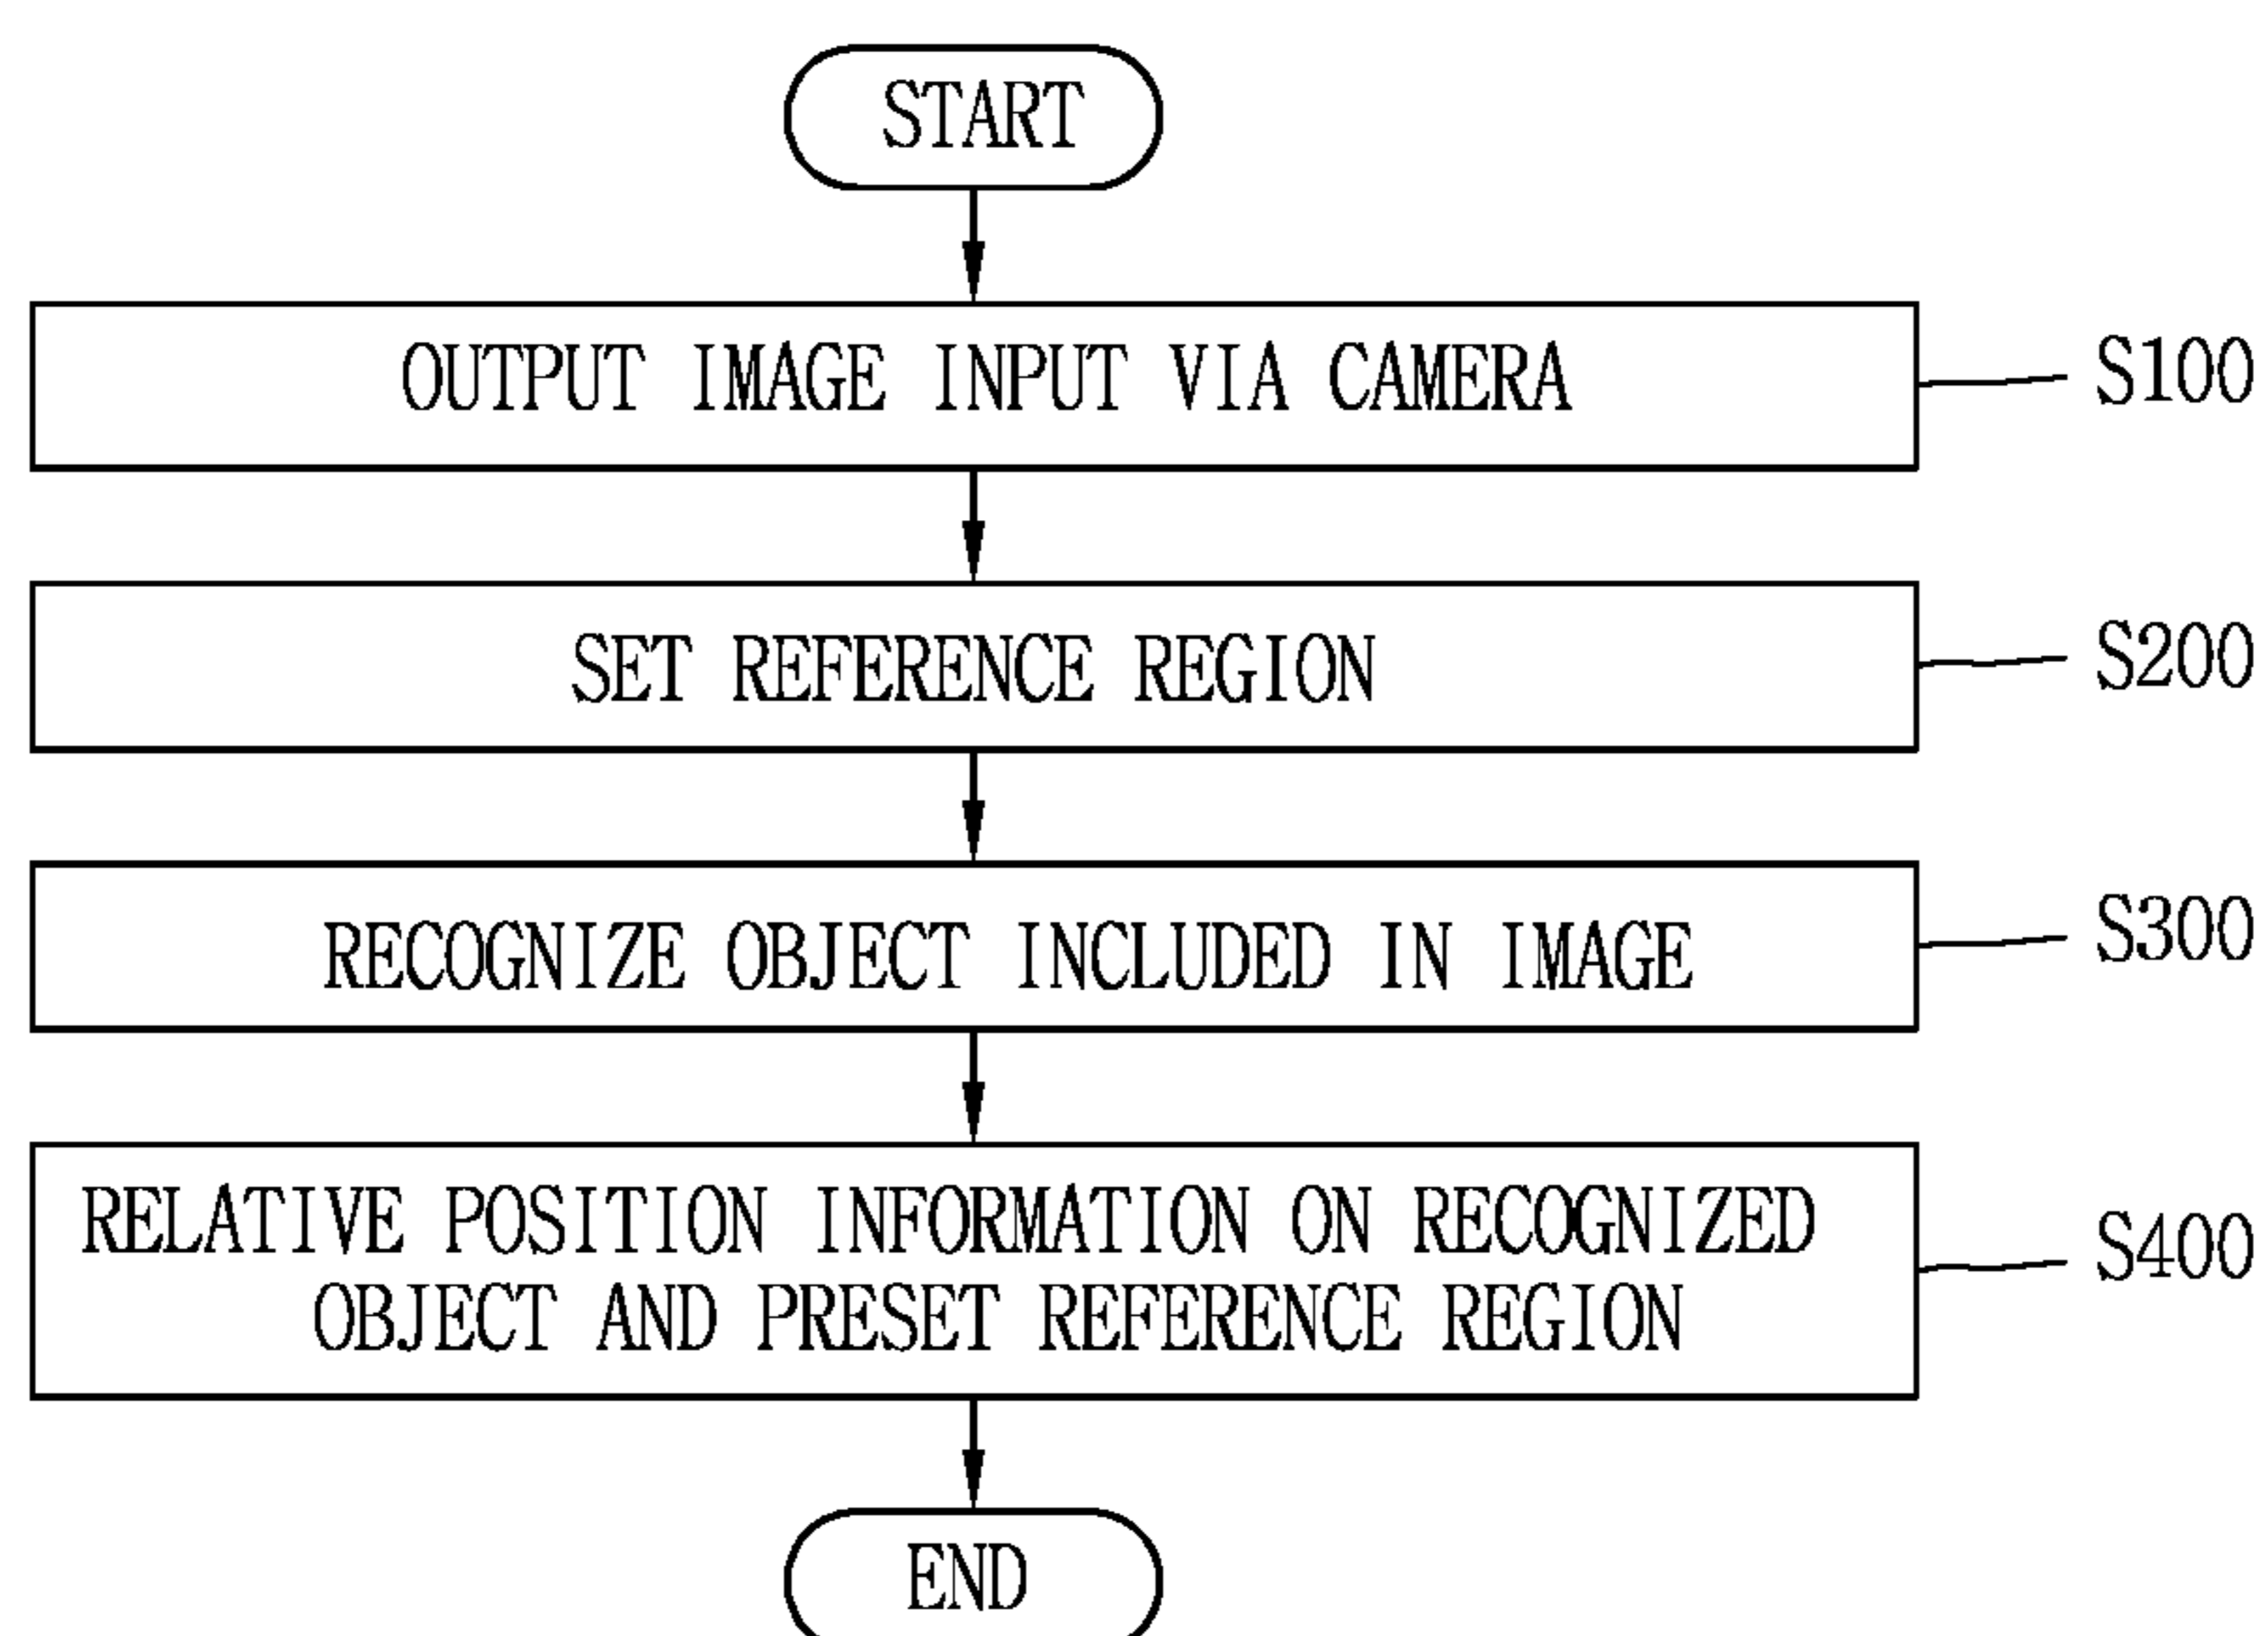 START
OUTPUT IMAGE INPUT VIA CAMERA
S100
SET REFERENCE REGION
S200
RECOGNIZE OBJECT INCLUDED IN IMAGE
S300
RELATIVE POSITION INFORMATION ON RECOGNIZED
OBJECT AND PRESET REFERENCE REGION
S400
END